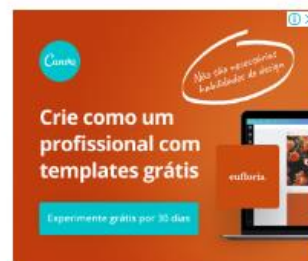 Canva
Não são necessárias
habilidades de design
Crie como um
profissional com
templates grátis
eufloria
Experimente grátis por 30 dias